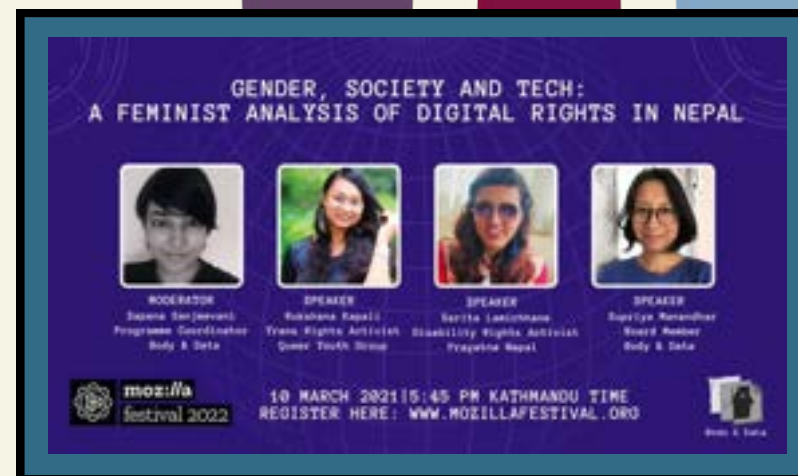 GENDER, SOCIETY AND TECH:
A FEMINIST ANALYSIS OF DIGITAL RIGHTS IN NEPAL
MODERATOR
Sapana Sanjeevani
Programme Coordinator
Body & Data
SPEAKER
Rukshana Kapali
Trans Rights Activist
Queer Youth Group
SPEAKER
Sarita Lamichhane
Disability Rights Activist
Prayatna Nepal
SPEAKER
Supriya Manandhar
Board Member
Body & Data
moz://a
festival 2022
10 MARCH 2021|5:45 PM KATHMANDU TIME
REGISTER HERE: WWW.MOZILLAFESTIVAL.ORG
Body & Data